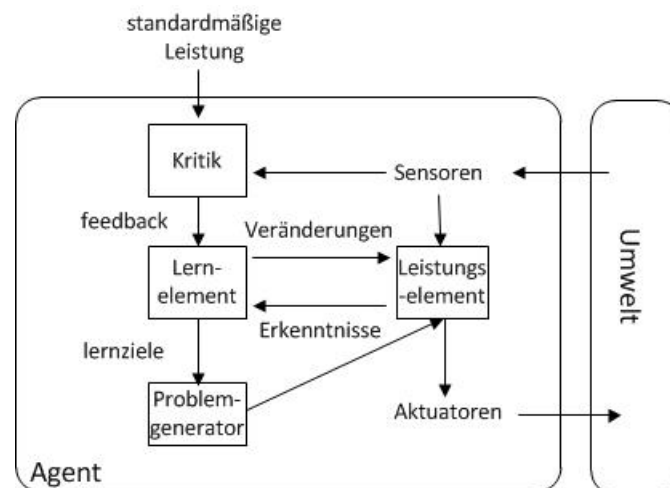 standardmäßige
Leistung
Kritik
Sensoren
feedback
Veränderungen
Lern-
element
Leistungs
-element
Erkenntnisse
lernziele
Problem-
generator
Aktuatoren
Agent
Umwelt